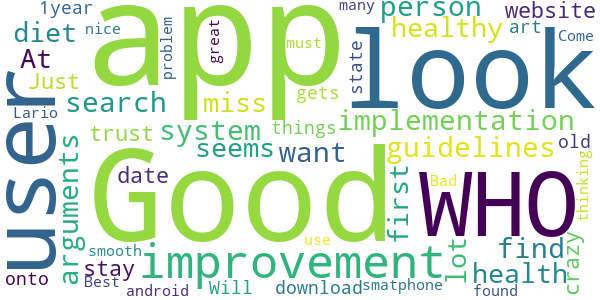 1year
many
person
website
app
look
diet
nice
problem
great
must
state
healthy
art
Come
At
Just
user
search
miss
gets
Lario
trust
system
things
implementation
arguments
seems
want
guidelines
old
Good
WHO
date
first
Bad
thinking
crazy
find
lot
improvement
use
onto
stay
smooth
Best
android
Will
download
smatphone
health
found